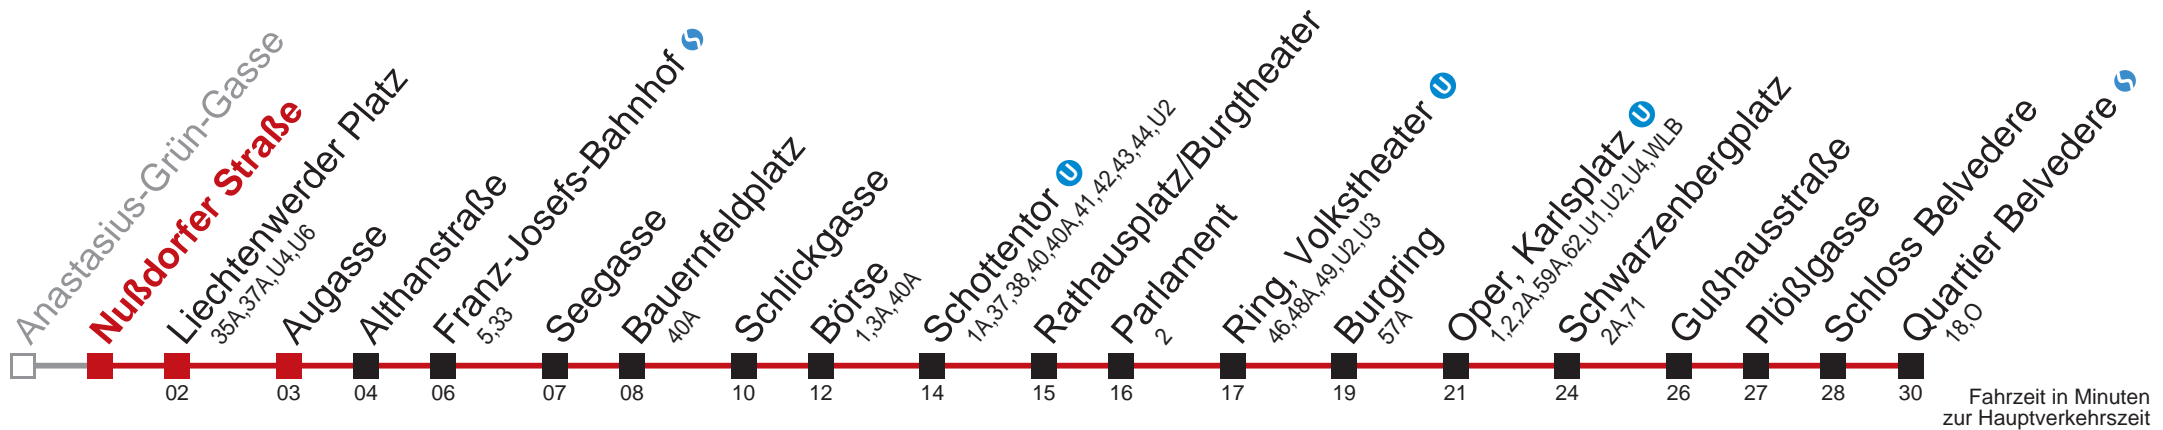 Anastasius-Grün-Gasse
Nußdorfer Straße
Liechtenwerder Platz
35A,37A,U4,U6
Augasse
Althanstraße
Franz-Josefs-Bahnhof S
5,33
Seegasse
Bauernfeldplatz
40A
Schlickgasse
Börse
1,3A,40A
Schottentor U
1A,37,38,40,40A,41,42,43,44,U2
Rathausplatz/Burgtheater
Parlament
2
Ring, Volkstheater U
46,48A,49,U2,U3
Burgring
57A
Oper, Karlsplatz U
1,2,2A,59A,62,U1,U2,U4,WLB
Schwarzenbergplatz
2A,71
Gußhausstraße
Plößlgasse
Schloss Belvedere
Quartier Belvedere S
18,O
02 03 04 06 07 08 10 12 14 15 16 17 19 21 24 26 27 28 30
Fahrzeit in Minuten
zur Hauptverkehrszeit